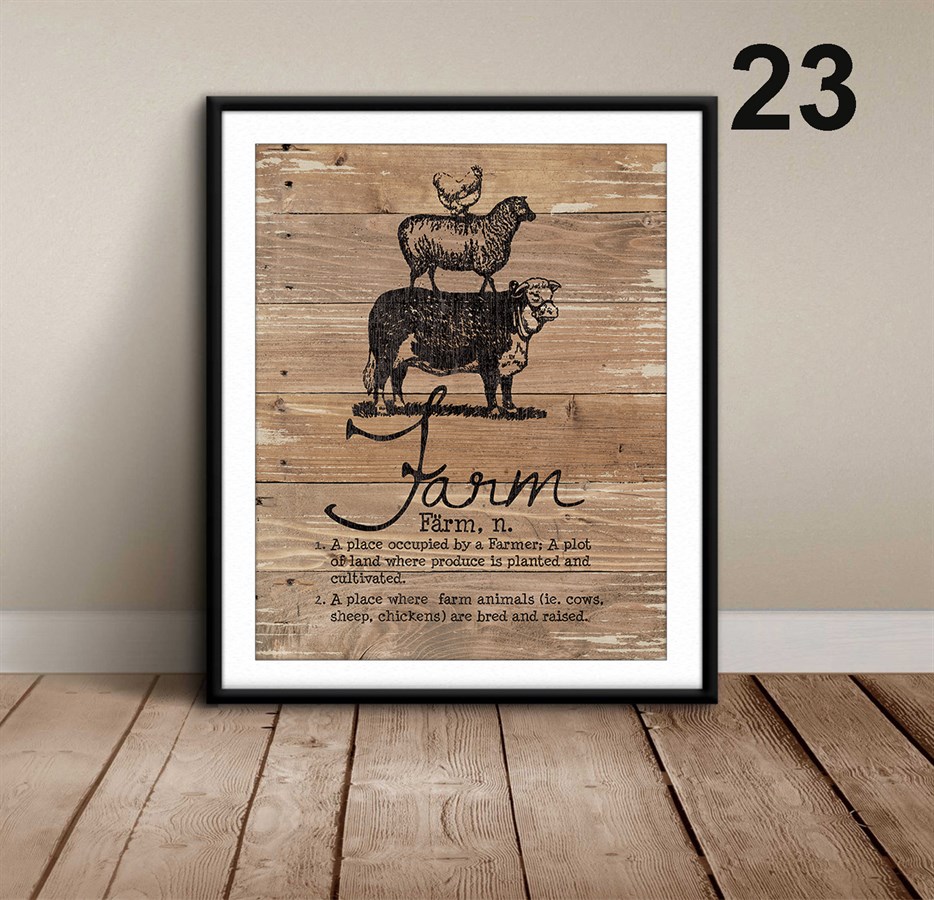 23
Farm
Färm, n.
1. A place occupied by a Farmer; A plot
of land where produce is planted and
cultivated.
2. A place where farm animals (ie. cows,
sheep, chickens) are bred and raised.